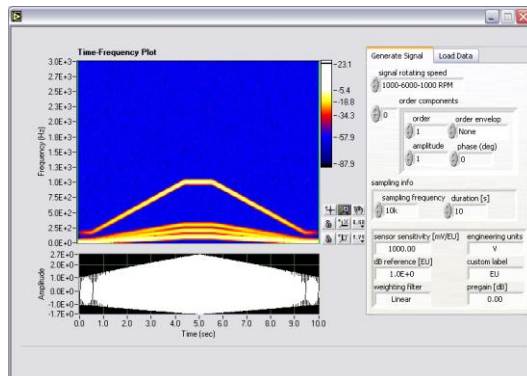 Time-Frequency Plot
3.0E+3
2.8E+3
2.5E+3
2.3E+3
2.0E+3
1.8E+3
1.5E+3
1.3E+3
1.0E+3
7.5E+2
5.0E+2
2.5E+2
0.0E+0
Frequency (Hz)
-23.1
-5.4
-18.8
-34.3
-57.9
-87.9
2.7E+0
2.0E+0
1.0E+0
0.0E+0
-1.0E+0
-1.7E+0
Amplitude
0.0 1.0 2.0 3.0 4.0 5.0 6.0 7.0 8.0 9.0 10.0
Time (sec)
Generate Signal Load Data
signal rotating speed
1000-6000-1000 RPM
order components
0
order order envelop
1 None
amplitude phase (deg)
1 0
sampling info
sampling frequency duration [s]
10k 10
sensor sensitivity [mV/EU] engineering units
1000.00 V
dB reference [EU] custom label
1.0E+0 EU
weighting filter pregain [dB]
Linear 0.00